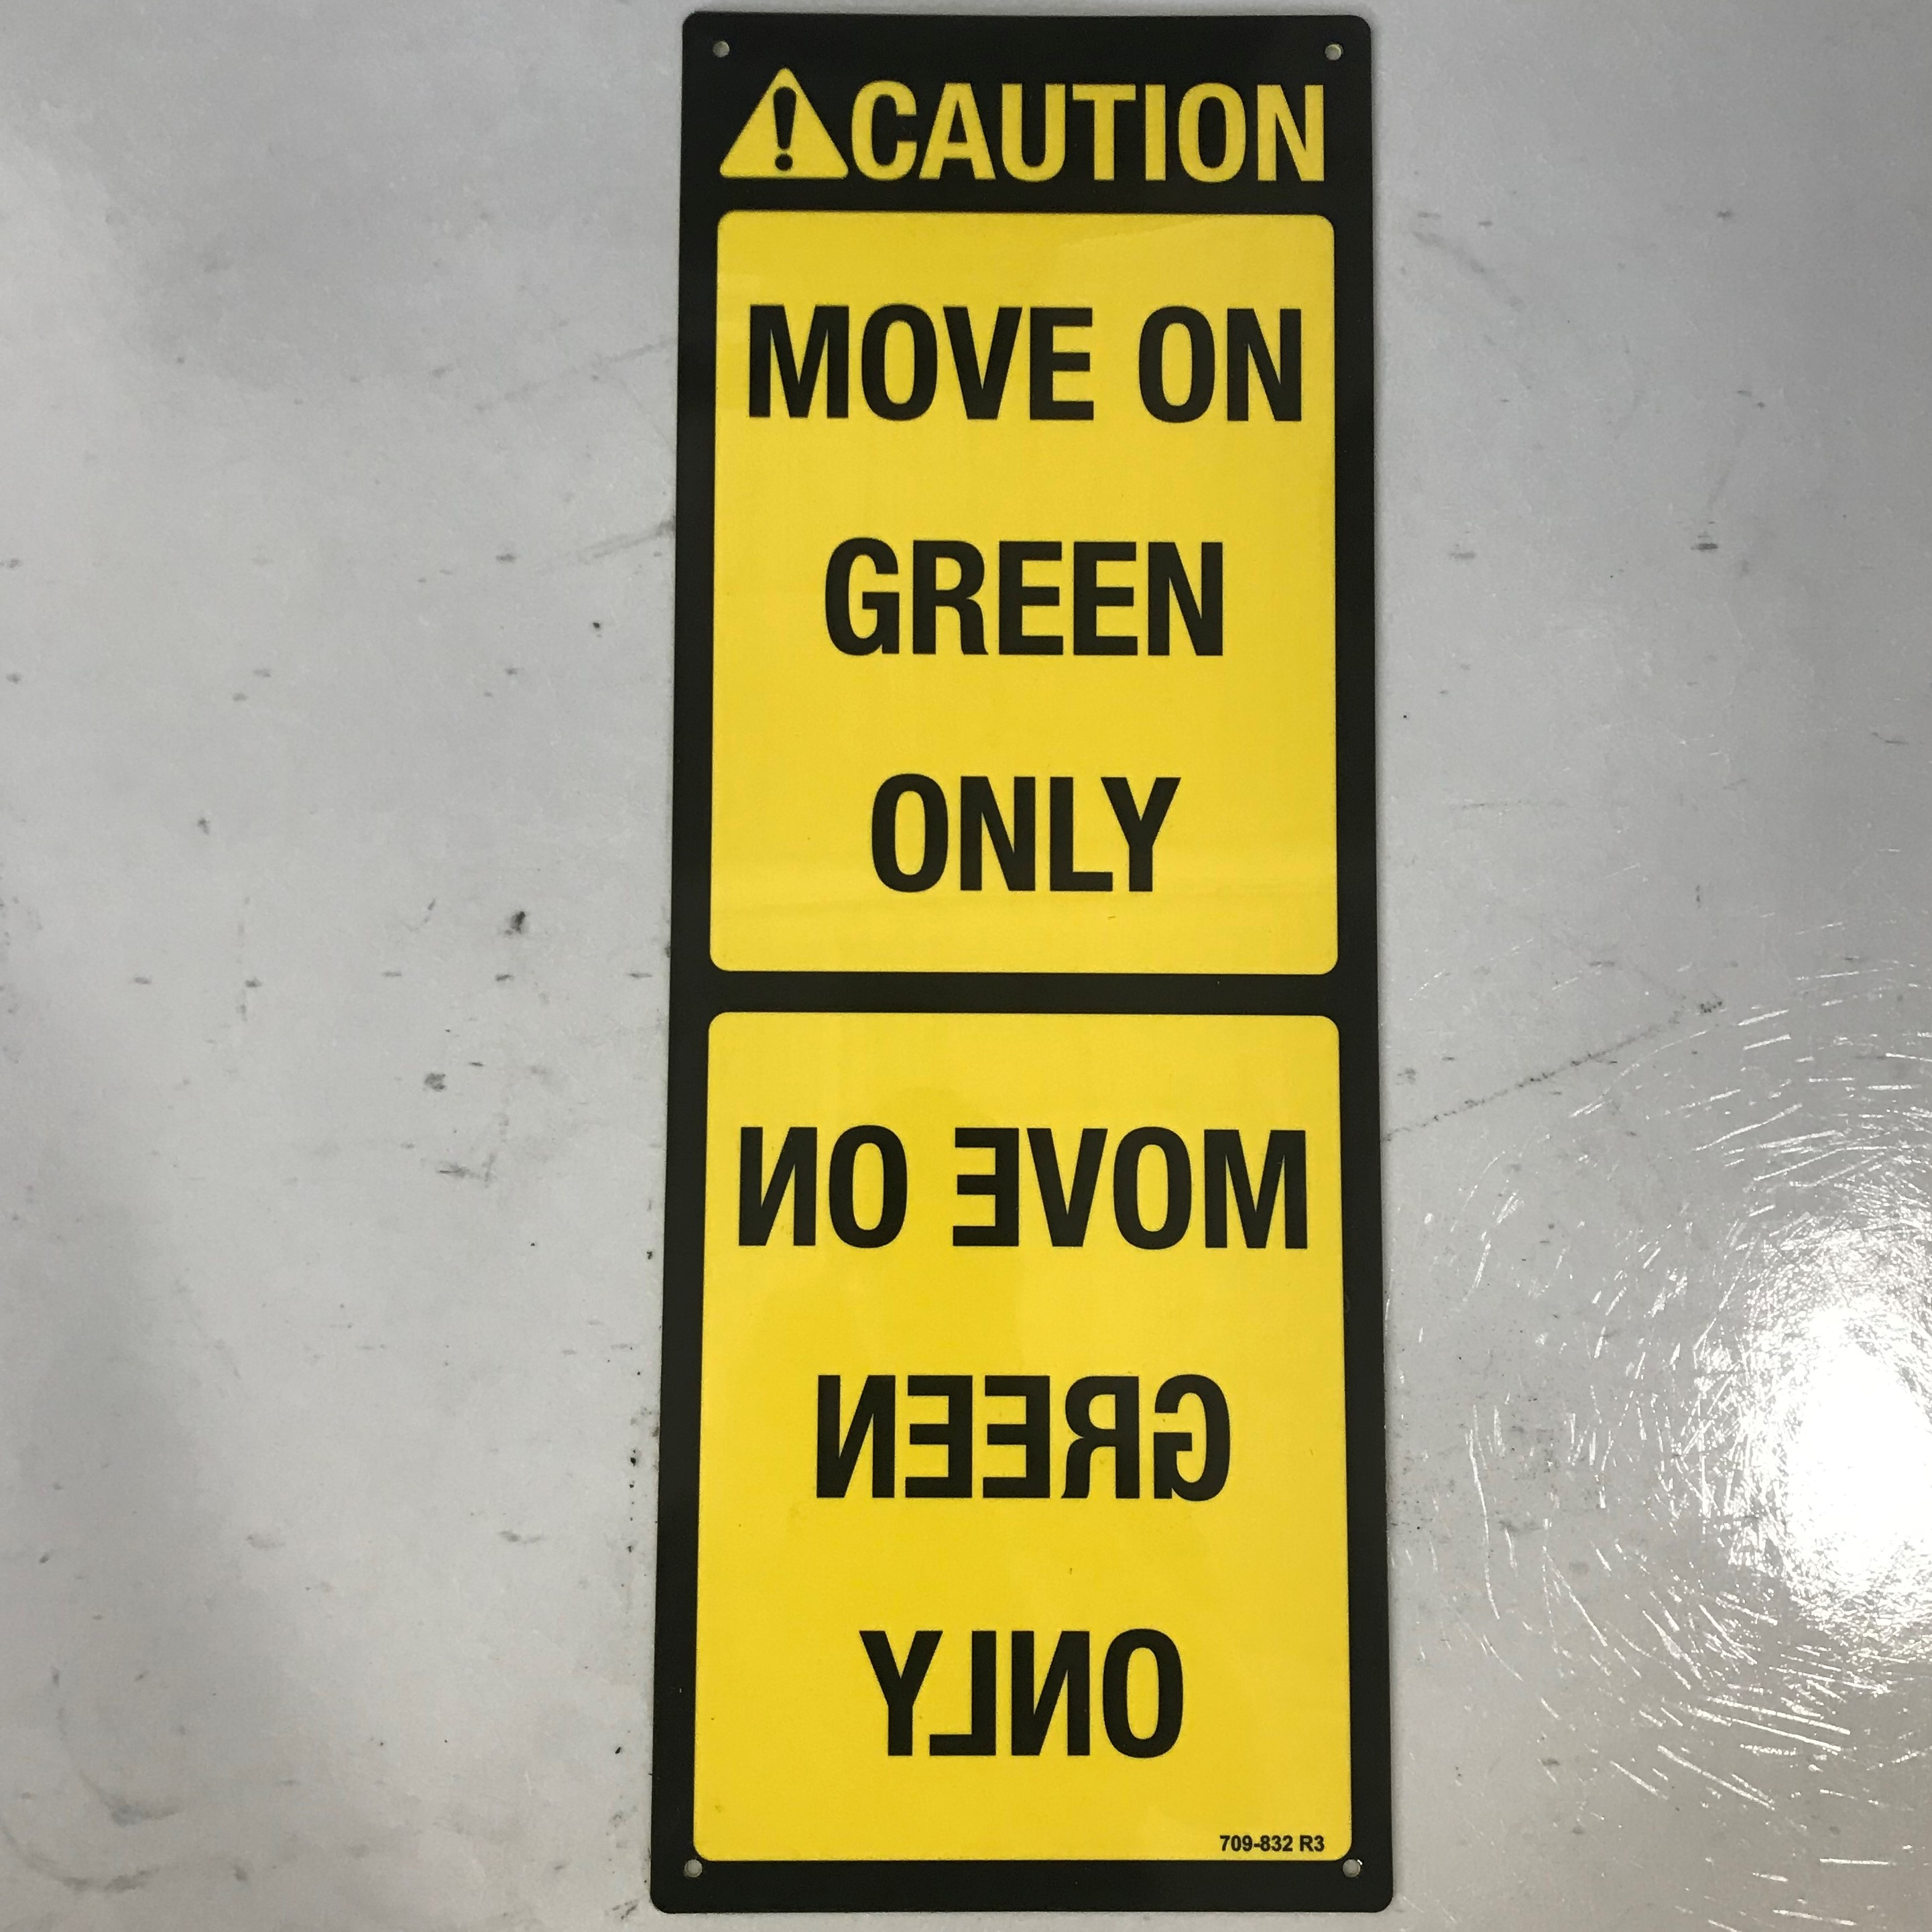 CAUTION
MOVE ON
GREEN
ONLY
MOVE ON
GREEN
ONLY
709-832 R3